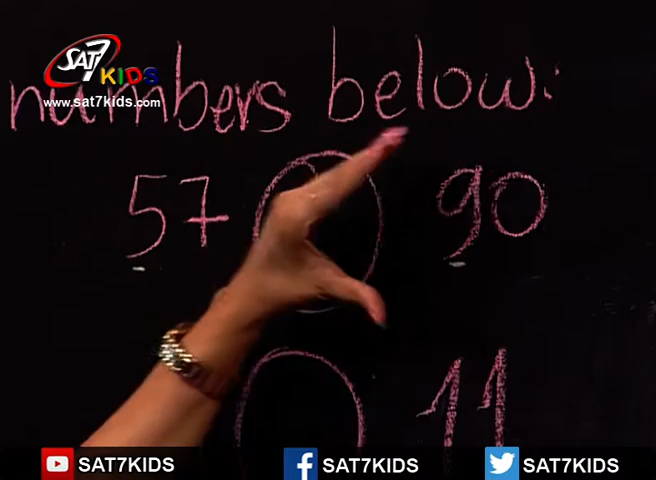 SAT7 KIDS
www.sat7kids.com
numbers below:
57 90
11
SAT7KIDS SAT7KIDS SAT7KIDS